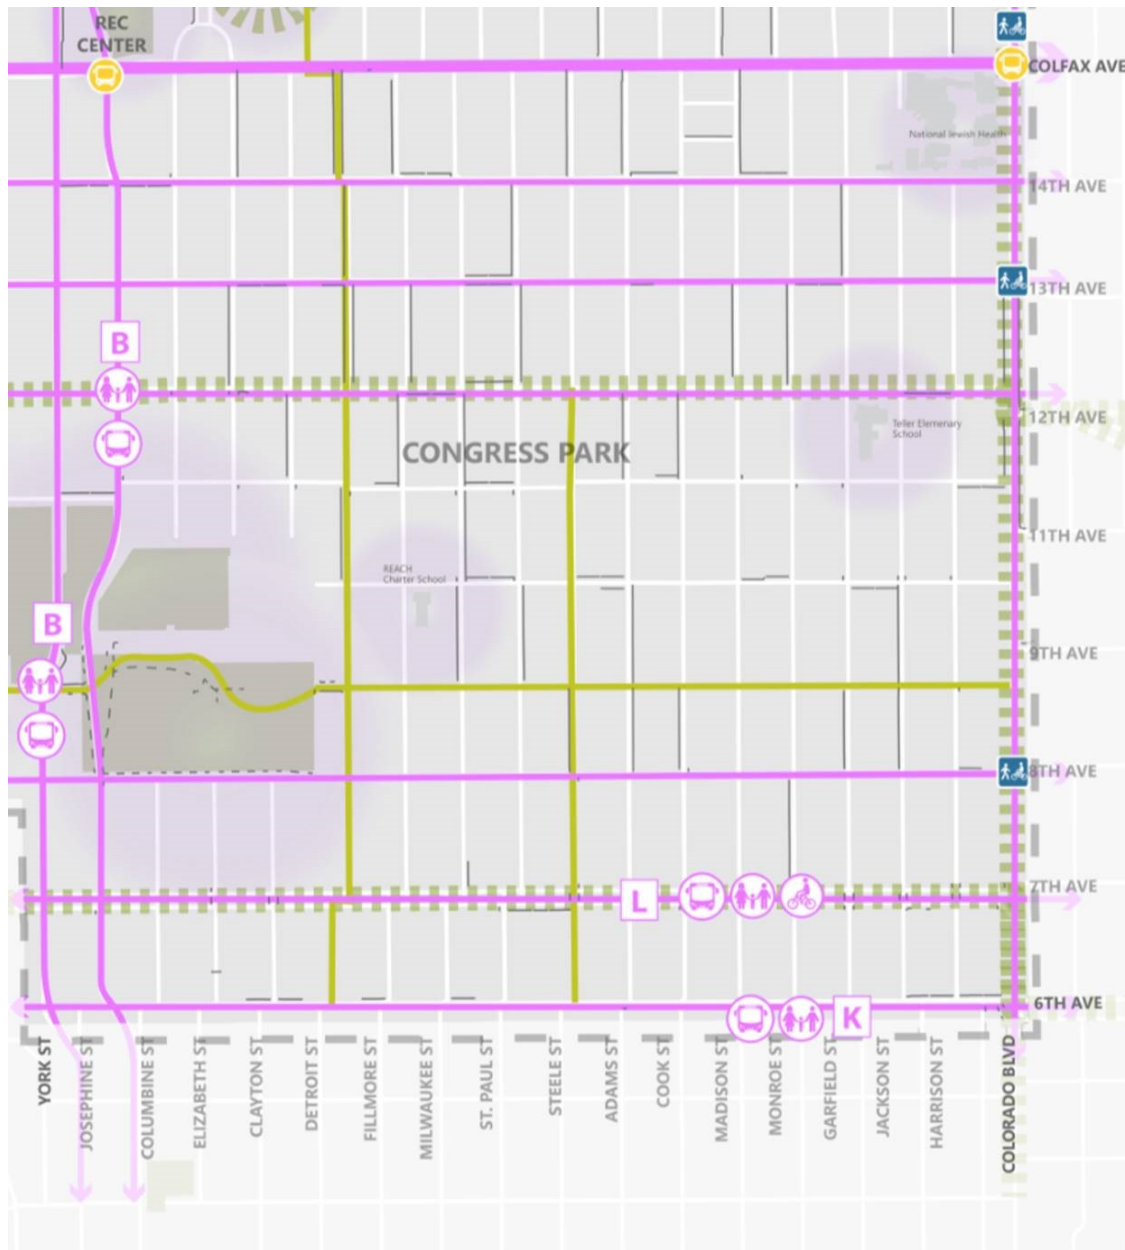 REC
CENTER
COLFAX AVE
National Jewish Health
14TH AVE
13TH AVE
B
12TH AVE
Teller Elemenary
School
CONGRESS PARK
11TH AVE
REACH
Charter School
B
9TH AVE
8TH AVE
7TH AVE
L
6TH AVE
K
YORK ST
JOSEPHINE ST
COLUMBINE ST
ELIZABETH ST
CLAYTON ST
DETROIT ST
FILLMORE ST
MILWAUKEE ST
ST. PAUL ST
STEELE ST
ADAMS ST
COOK ST
MADISON ST
MONROE ST
GARFIELD ST
JACKSON ST
HARRISON ST
COLORADO BLVD